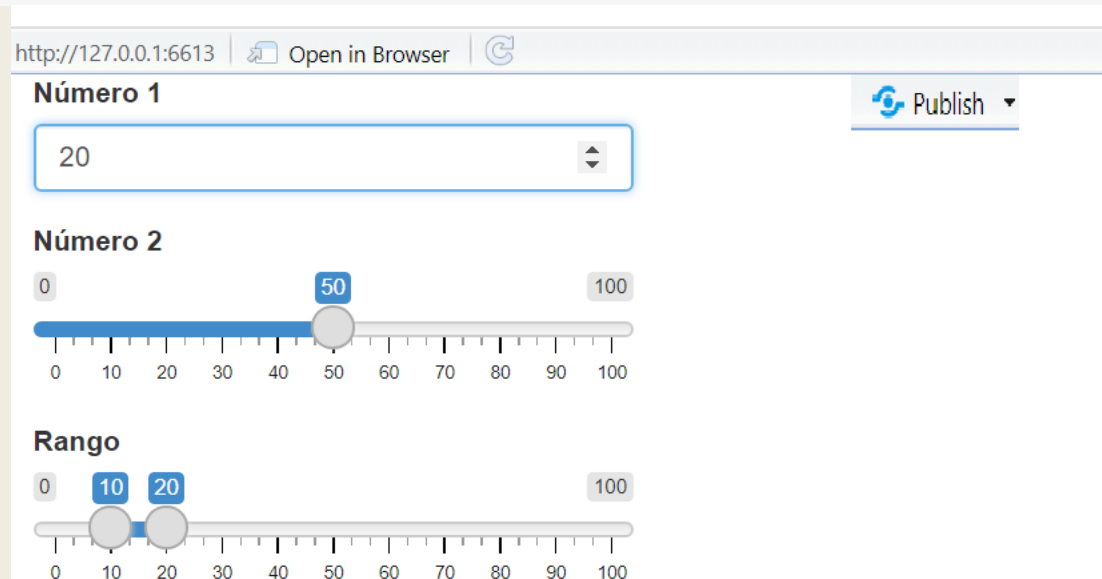 http://127.0.0.1:6613 Open in Browser
Publish
Número 1
20
Número 2
0 50 100
0 10 20 30 40 50 60 70 80 90 100
Rango
0 10 20 100
0 10 20 30 40 50 60 70 80 90 100